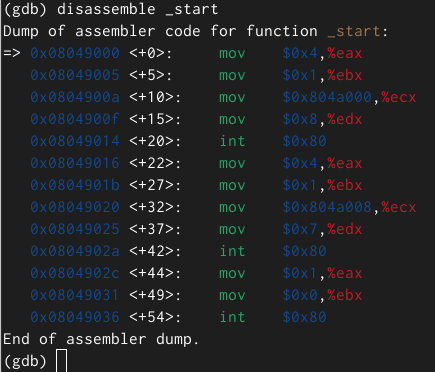 (gdb) disassemble _start
Dump of assembler code for function _start:
=> 0x08049000 <+0>:     mov    $0x4,%eax
   0x08049005 <+5>:     mov    $0x1,%ebx
   0x0804900a <+10>:    mov    $0x804a000,%ecx
   0x0804900f <+15>:    mov    $0x8,%edx
   0x08049014 <+20>:    int    $0x80
   0x08049016 <+22>:    mov    $0x4,%eax
   0x0804901b <+27>:    mov    $0x1,%ebx
   0x08049020 <+32>:    mov    $0x804a008,%ecx
   0x08049025 <+37>:    mov    $0x7,%edx
   0x0804902a <+42>:    int    $0x80
   0x0804902c <+44>:    mov    $0x1,%eax
   0x08049031 <+49>:    mov    $0x0,%ebx
   0x08049036 <+54>:    int    $0x80
End of assembler dump.
(gdb)